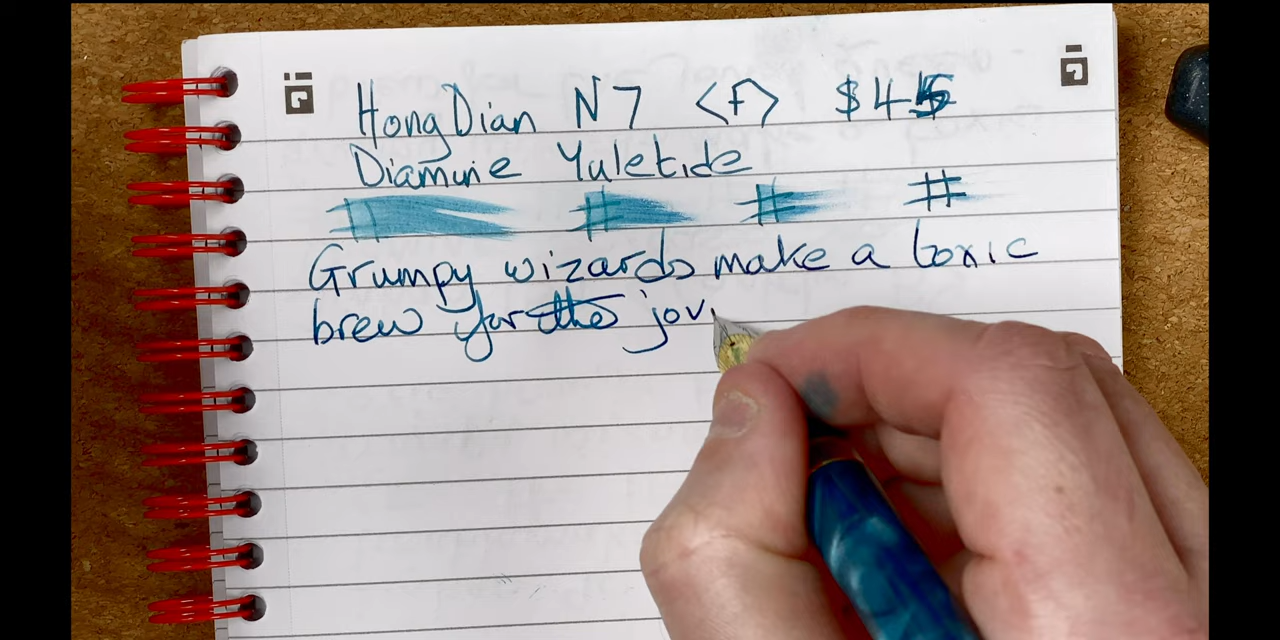 HongDian N7 <f> $45
Diamine Yuletide
# # # #
Grumpy wizards make a toxic
brew for the jov